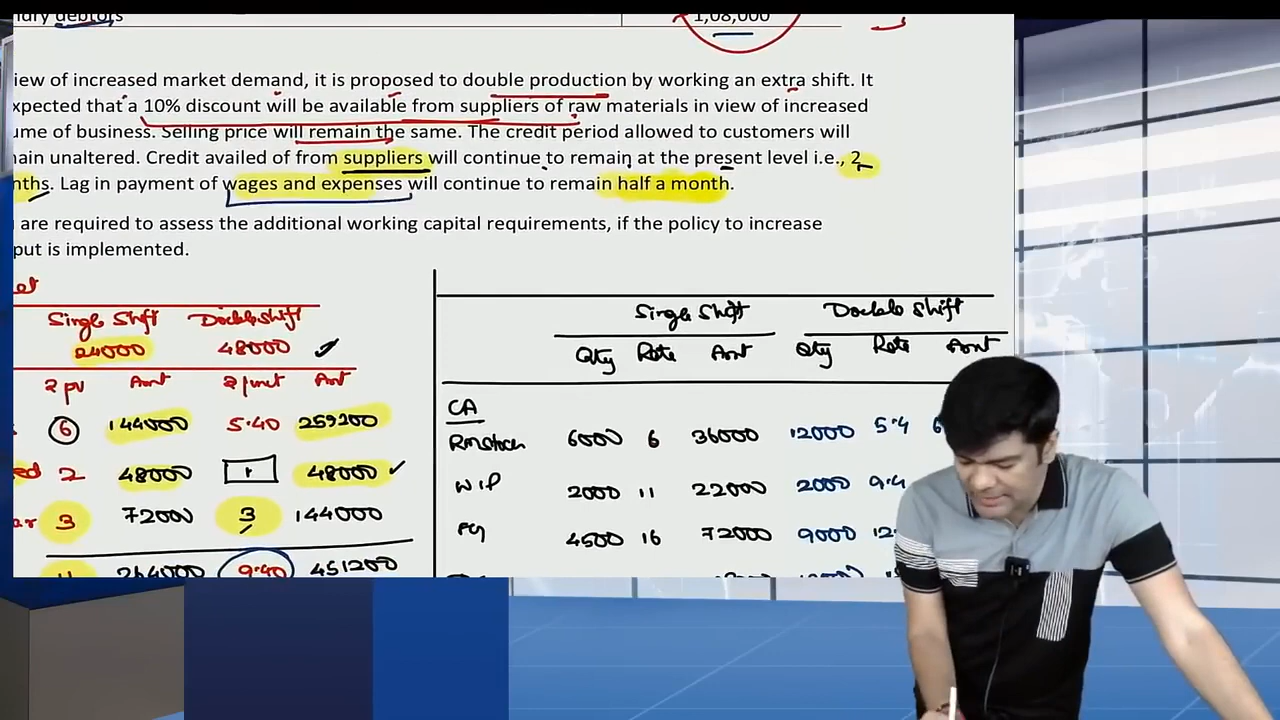 dry debtors 1,08,000
iew of increased market demand, it is proposed to double production by working an extra shift. It
xpected that a 10% discount will be available from suppliers of raw materials in view of increased
ume of business. Selling price will remain the same. The credit period allowed to customers will
ain unaltered. Credit availed of from suppliers will continue to remain at the present level i.e., 2
nths. Lag in payment of wages and expenses will continue to remain half a month.
are required to assess the additional working capital requirements, if the policy to increase
put is implemented.
Single Shift Double Shift
24000 48000
Amt Amt
6 144000 5.40 259200
ed 2 48000 1 48000
ar 3 72000 3 144000
264000 9.40 451200
Single Shift Double Shift
Qty Rate Amt Qty Rate Amt
CA
RM Stock 6000 6 36000 12000 5.4 6
WIP 2000 11 22000 2000 9.4
FG 4500 16 72000 9000 12